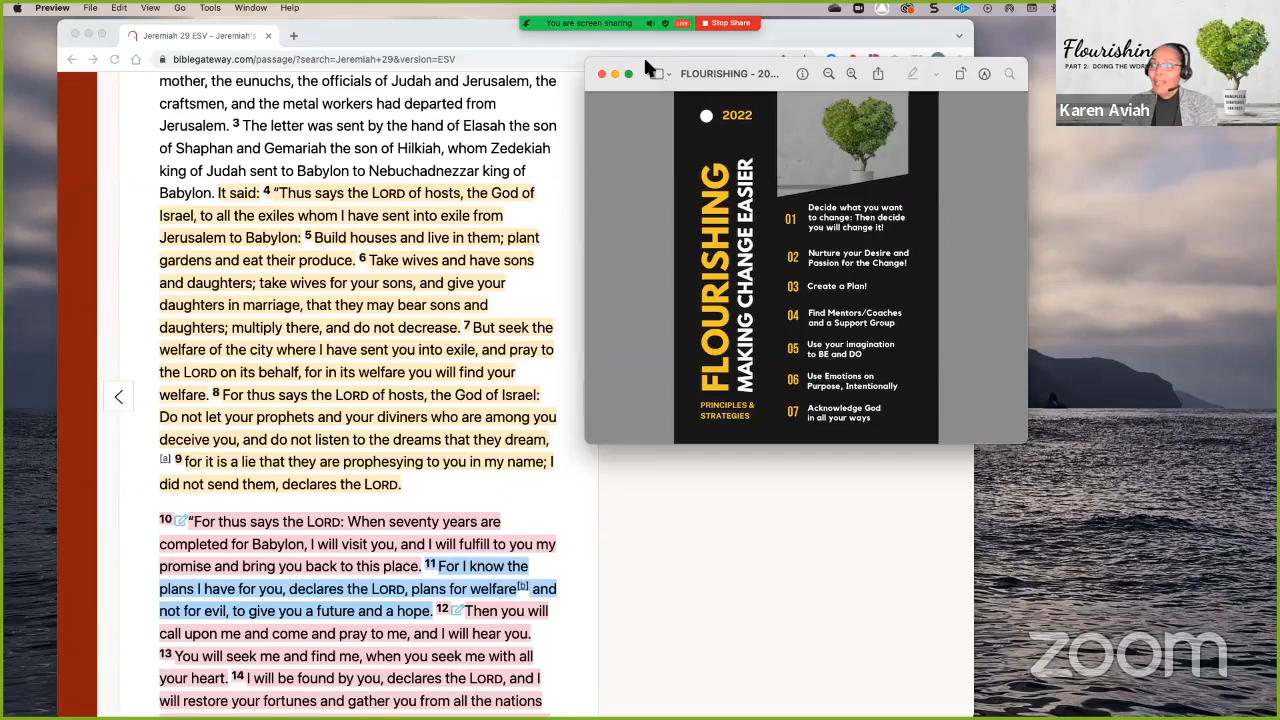 Preview File Edit View Go Tools Window Help
You are screen sharing LIVE Stop Share
Jeremiah 29 ESV - Jeremiah's
biblegateway.com/passage/?search=Jeremiah+29&version=ESV
mother, the eunuchs, the officials of Judah and Jerusalem, the
craftsmen, and the metal workers had departed from
Jerusalem. 3 The letter was sent by the hand of Elasah the son
of Shaphan and Gemariah the son of Hilkiah, whom Zedekiah
king of Judah sent to Babylon to Nebuchadnezzar king of
Babylon. It said: 4 “Thus says the LORD of hosts, the God of
Israel, to all the exiles whom I have sent into exile from
Jerusalem to Babylon: 5 Build houses and live in them; plant
gardens and eat their produce. 6 Take wives and have sons
and daughters; take wives for your sons, and give your
daughters in marriage, that they may bear sons and
daughters; multiply there, and do not decrease. 7 But seek the
welfare of the city where I have sent you into exile, and pray to
the LORD on its behalf, for in its welfare you will find your
welfare. 8 For thus says the LORD of hosts, the God of Israel:
Do not let your prophets and your diviners who are among you
deceive you, and do not listen to the dreams that they dream,
[a] 9 for it is a lie that they are prophesying to you in my name; I
did not send them, declares the LORD.
10 “For thus says the LORD: When seventy years are
completed for Babylon, I will visit you, and I will fulfill to you my
promise and bring you back to this place. 11 For I know the
plans I have for you, declares the LORD, plans for welfare[b] and
not for evil, to give you a future and a hope. 12 Then you will
call upon me and come and pray to me, and I will hear you.
13 You will seek me and find me, when you seek me with all
your heart. 14 I will be found by you, declares the LORD, and I
will restore your fortunes and gather you from all the nations
FLOURISHING - 20...
2022
FLOURISHING
MAKING CHANGE EASIER
PRINCIPLES &
STRATEGIES
01 Decide what you want
to change: Then decide
you will change it!
02 Nurture your Desire and
Passion for the Change!
03 Create a Plan!
04 Find Mentors/Coaches
and a Support Group
05 Use your imagination
to BE and DO
06 Use Emotions on
Purpose, Intentionally
07 Acknowledge God
in all your ways
Flourishing
PART 2: DOING THE WORK
Karen Aviah
zoom